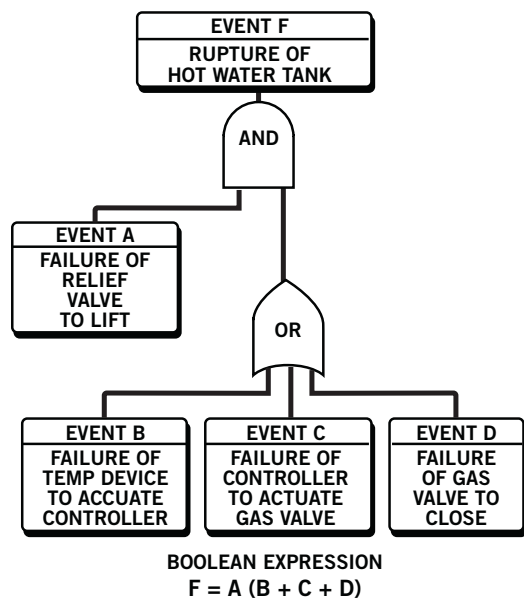 EVENT F
RUPTURE OF
HOT WATER TANK
AND
EVENT A
FAILURE OF
RELIEF
VALVE
TO LIFT
OR
EVENT B
FAILURE OF
TEMP DEVICE
TO ACCUATE
CONTROLLER
EVENT C
FAILURE OF
CONTROLLER
TO ACTUATE
GAS VALVE
EVENT D
FAILURE
OF GAS
VALVE TO
CLOSE
BOOLEAN EXPRESSION
F = A (B + C + D)